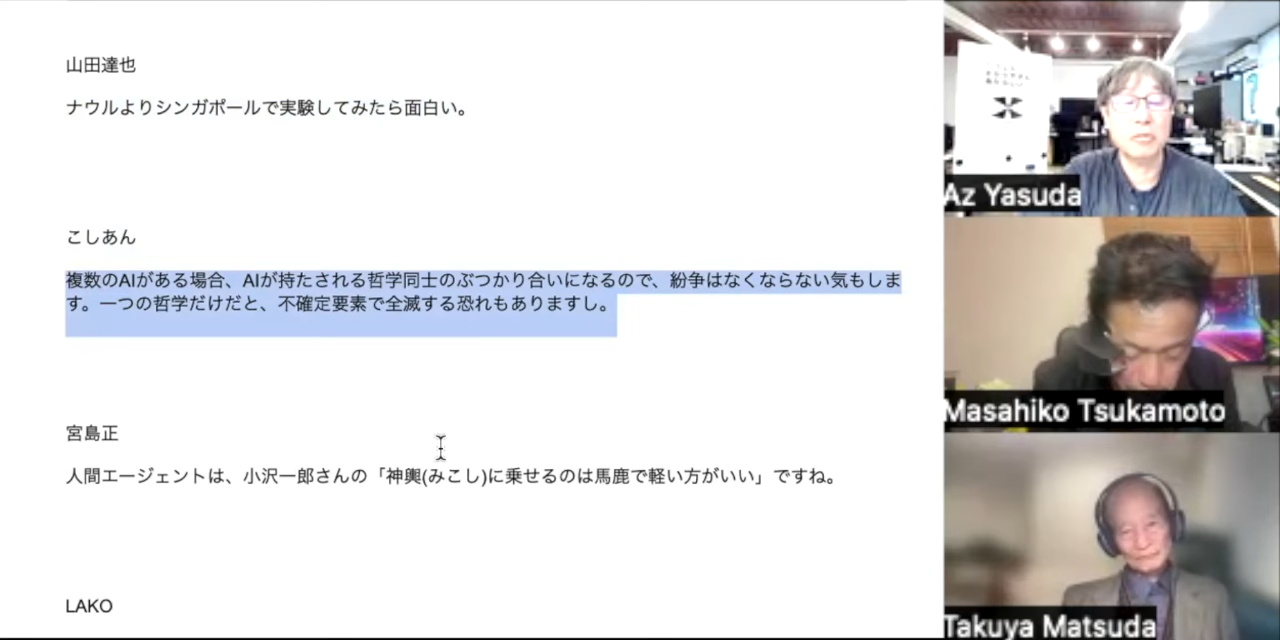 山田達也
ナウルよりシンガポールで実験してみたら面白い。
こしあん
複数のAIがある場合、AIが持たされる哲学同士のぶつかり合いになるので、紛争はなくならない気もしま
す。一つの哲学だけだと、不確定要素で全滅する恐れもありますし。
宮島正
人間エージェントは、小沢一郎さんの「神輿(みこし)に乗せるのは馬鹿で軽い方がいい」ですね。
LAKO
Az Yasuda
Masahiko Tsukamoto
Takuya Matsuda